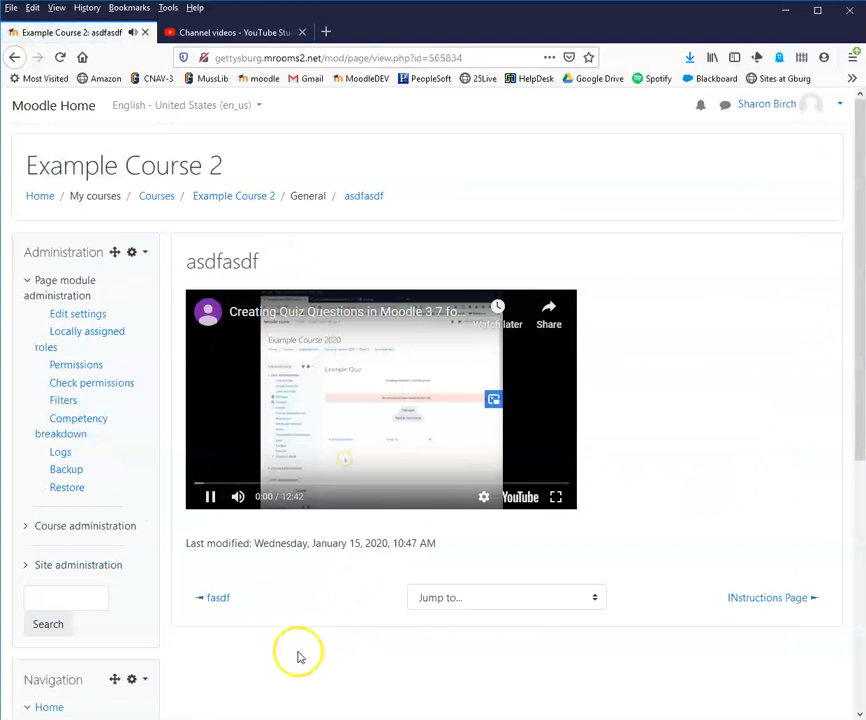 File Edit View History Bookmarks Tools Help
Example Course 2: asdfasdf
Channel videos - YouTube Stu
gettysburg.mrooms2.net/mod/page/view.php?id=565834
Most Visited Amazon CNAV-3 MussLib moodle Gmail MoodleDEV PeopleSoft 25Live HelpDesk Google Drive Spotify Blackboard Sites at Gburg
Moodle Home English - United States (en_us) Sharon Birch
Example Course 2
Home / My courses / Courses / Example Course 2 / General / asdfasdf
Administration
Page module
administration
Edit settings
Locally assigned
roles
Permissions
Check permissions
Filters
Competency
breakdown
Logs
Backup
Restore
Course administration
Site administration
Search
Navigation
Home
asdfasdf
Creating Quiz Questions in Moodle 3.7 fo...
Watch later Share
Example Course 2020
Example Quiz
0:00 / 12:42 YouTube
Last modified: Wednesday, January 15, 2020, 10:47 AM
◄ fasdf Jump to... INstructions Page ►